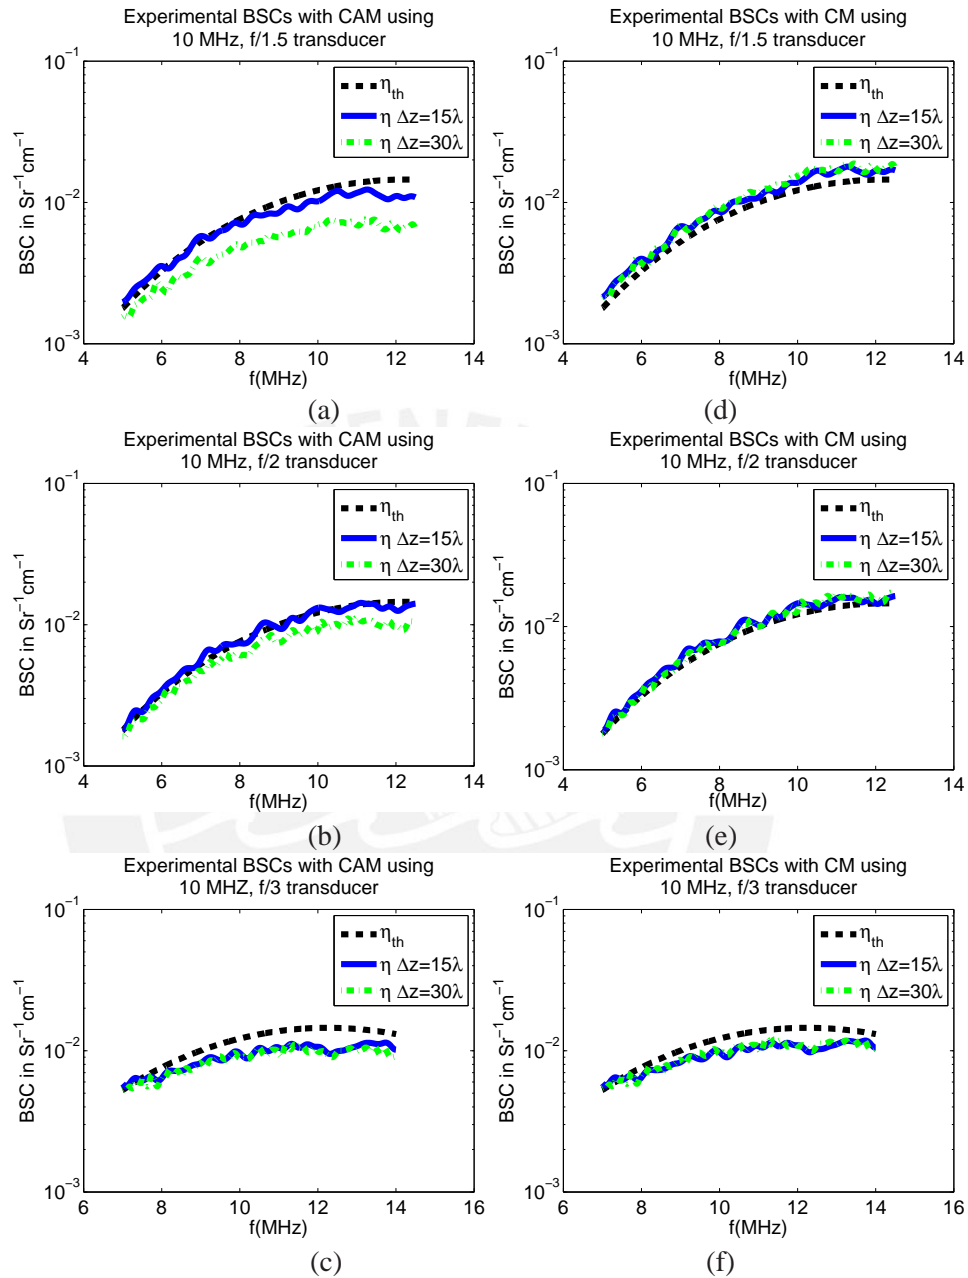 Experimental BSCs with CAM using
10 MHz, f/1.5 transducer
BSC in Sr⁻¹cm⁻¹
10⁻¹
10⁻²
10⁻³
η_th
η Δz=15λ
η Δz=30λ
4 6 8 10 12 14
f(MHz)
(a)
Experimental BSCs with CM using
10 MHz, f/1.5 transducer
BSC in Sr⁻¹cm⁻¹
10⁻¹
10⁻²
10⁻³
η_th
η Δz=15λ
η Δz=30λ
4 6 8 10 12 14
f(MHz)
(d)
Experimental BSCs with CAM using
10 MHz, f/2 transducer
BSC in Sr⁻¹cm⁻¹
10⁻¹
10⁻²
10⁻³
η_th
η Δz=15λ
η Δz=30λ
4 6 8 10 12 14
f(MHz)
(b)
Experimental BSCs with CM using
10 MHz, f/2 transducer
BSC in Sr⁻¹cm⁻¹
10⁻¹
10⁻²
10⁻³
η_th
η Δz=15λ
η Δz=30λ
4 6 8 10 12 14
f(MHz)
(e)
Experimental BSCs with CAM using
10 MHZ, f/3 transducer
BSC in Sr⁻¹cm⁻¹
10⁻¹
10⁻²
10⁻³
η_th
η Δz=15λ
η Δz=30λ
6 8 10 12 14 16
f(MHz)
(c)
Experimental BSCs with CM using
10 MHz, f/3 transducer
BSC in Sr⁻¹cm⁻¹
10⁻¹
10⁻²
10⁻³
η_th
η Δz=15λ
η Δz=30λ
6 8 10 12 14 16
f(MHz)
(f)